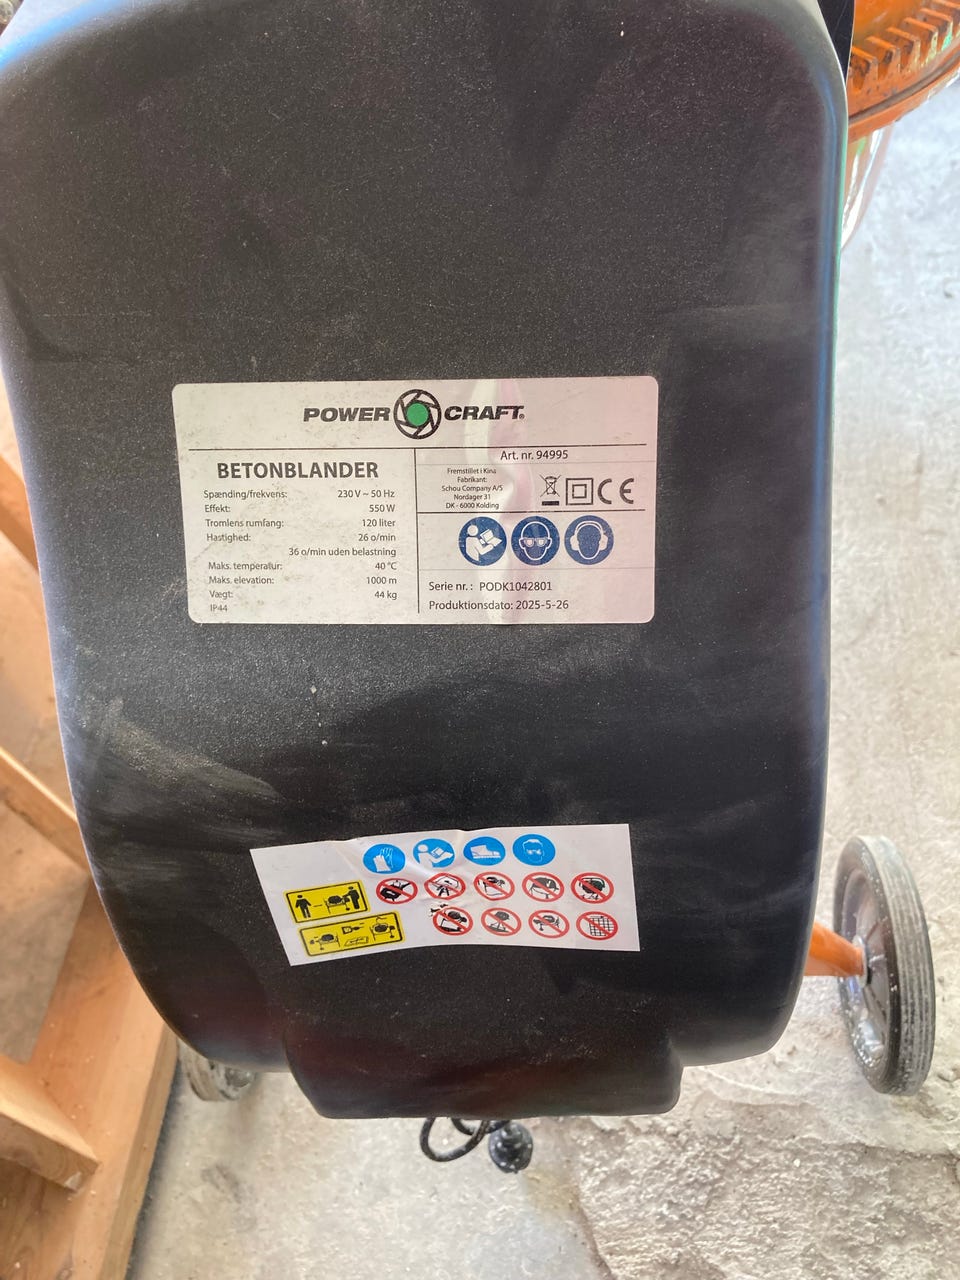 POWER CRAFT®
BETONBLANDER
Spænding/frekvens: 230 V ~ 50 Hz
Effekt: 550 W
Tromlens rumfang: 120 liter
Hastighed: 26 o/min
36 o/min uden belastning
Maks. temperatur: 40 °C
Maks. elevation: 1000 m
Vægt: 44 kg
IP44
Art. nr. 94995
Fremstillet i Kina
Fabrikant:
Schou Company A/S
Nordager 31
DK - 6000 Kolding
CE
Serie nr.: PODK1042801
Produktionsdato: 2025-5-26